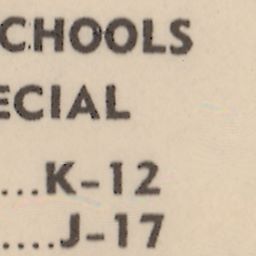 CHOOLS
ECIAL
...K-12
.....J-17